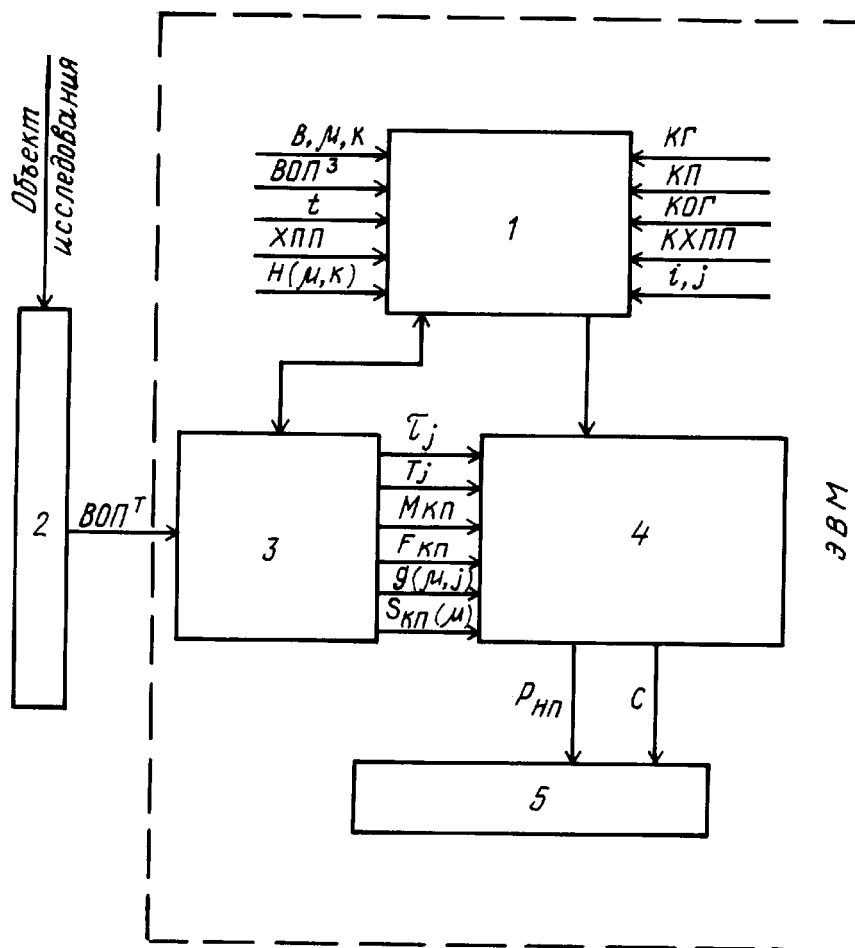 Объект
исследования
В, μ, к
ВОП³
t
ХПП
Н(μ, к)
КГ
КП
КОГ
КХПП
i, j
1
2
ВОПᵀ
3
τj
Tj
Mкп
Fкп
g(μ, j)
Sкп(μ)
4
ЭВМ
Pнп
С
5